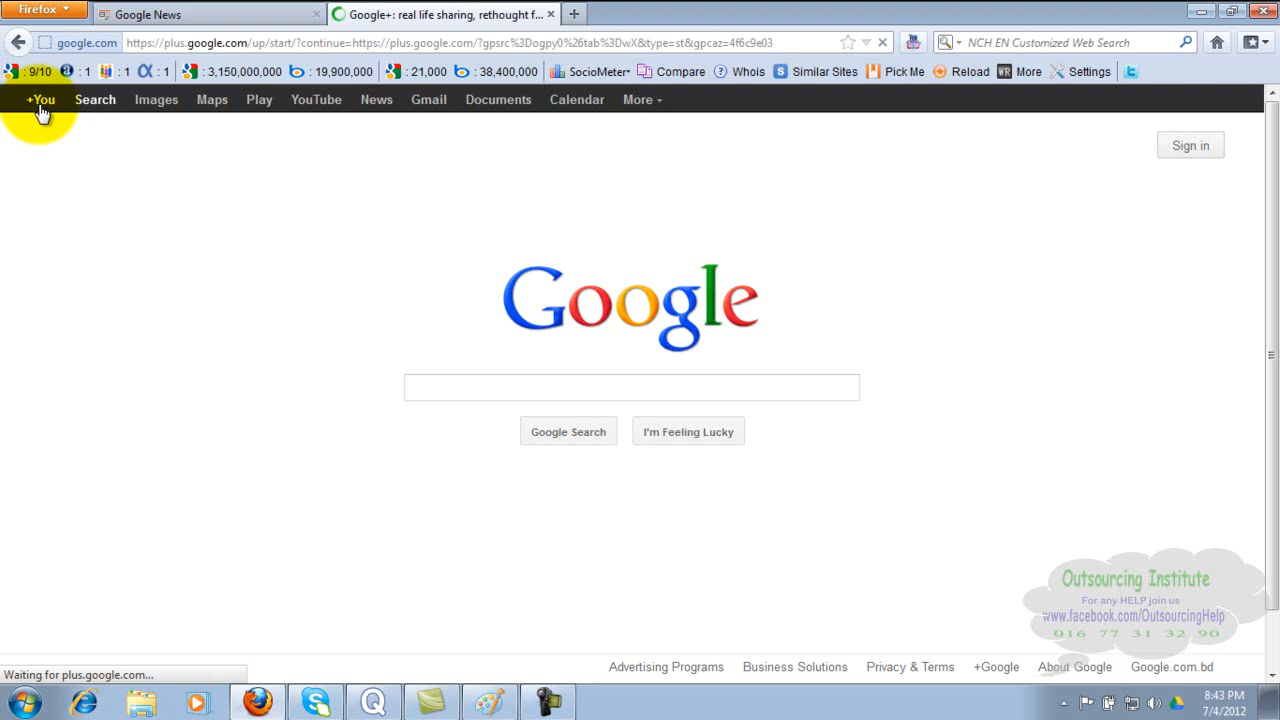 Firefox
Google News
Google+: real life sharing, rethought f...
google.com https://plus.google.com/up/start/?continue=https://plus.google.com/?gpsrc%3Dogpy0%26tab%3DwX&type=st&gpcaz=4f6c9e03
NCH EN Customized Web Search
: 9/10 : 1 : 1 : 1 : 3,150,000,000 : 19,900,000 : 21,000 : 38,400,000 SocioMeter Compare Whois Similar Sites Pick Me Reload More Settings
+You Search Images Maps Play YouTube News Gmail Documents Calendar More
Sign in
Google
Google Search I'm Feeling Lucky
Outsourcing Institute
For any HELP join us
www.facebook.com/OutsourcingHelp
016 77 31 32 90
Waiting for plus.google.com...
Advertising Programs Business Solutions Privacy & Terms +Google About Google Google.com.bd
8:43 PM
7/4/2012